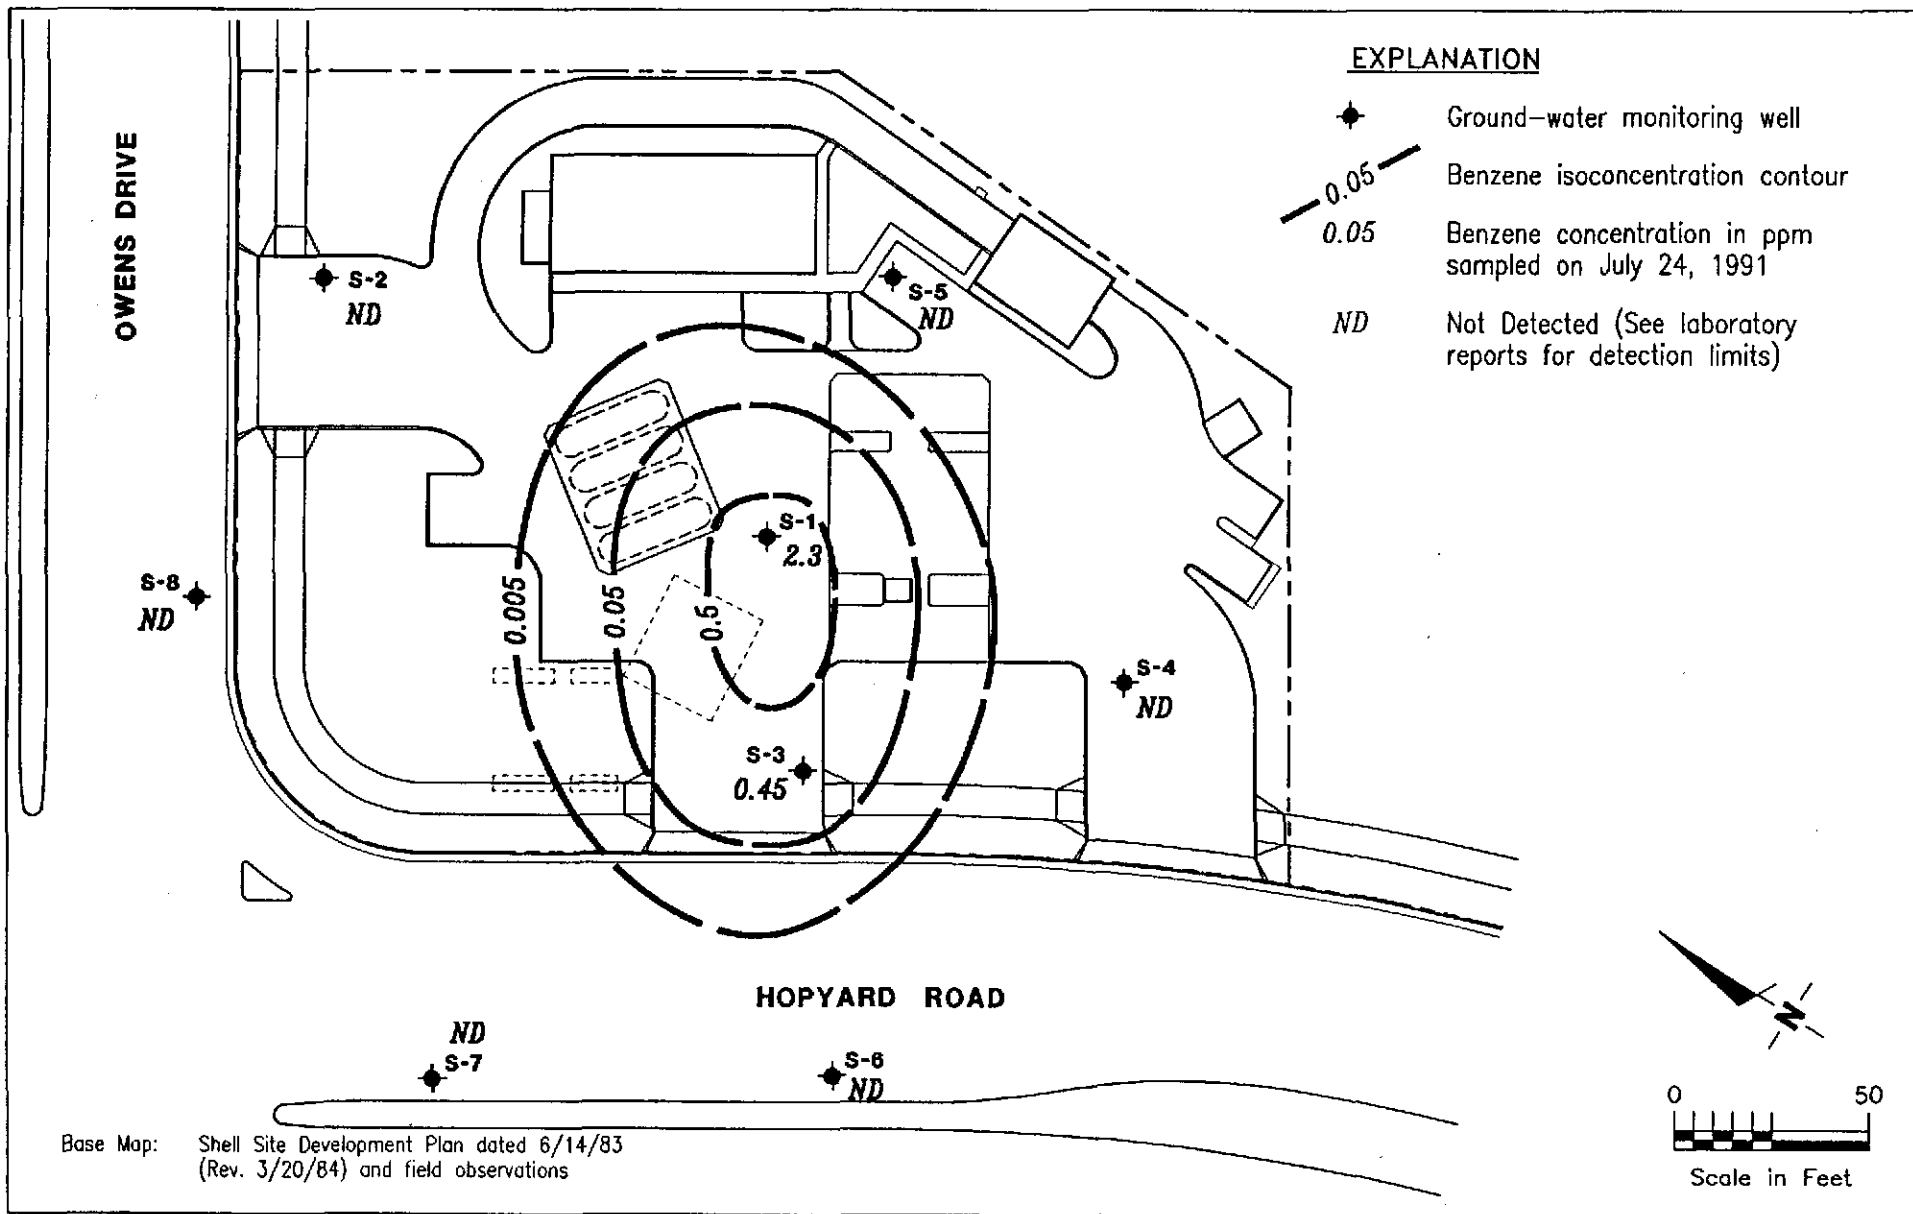 EXPLANATION
Ground-water monitoring well
0.05
Benzene isoconcentration contour
0.05
Benzene concentration in ppm
sampled on July 24, 1991
ND
Not Detected (See laboratory
reports for detection limits)
OWENS DRIVE
S-2
ND
S-5
ND
S-1
2.3
S-8
ND
0.005
0.05
0.5
S-4
ND
S-3
0.45
HOPYARD ROAD
N
ND
S-7
S-6
ND
0 50
Scale in Feet
Base Map: Shell Site Development Plan dated 6/14/83
(Rev. 3/20/84) and field observations